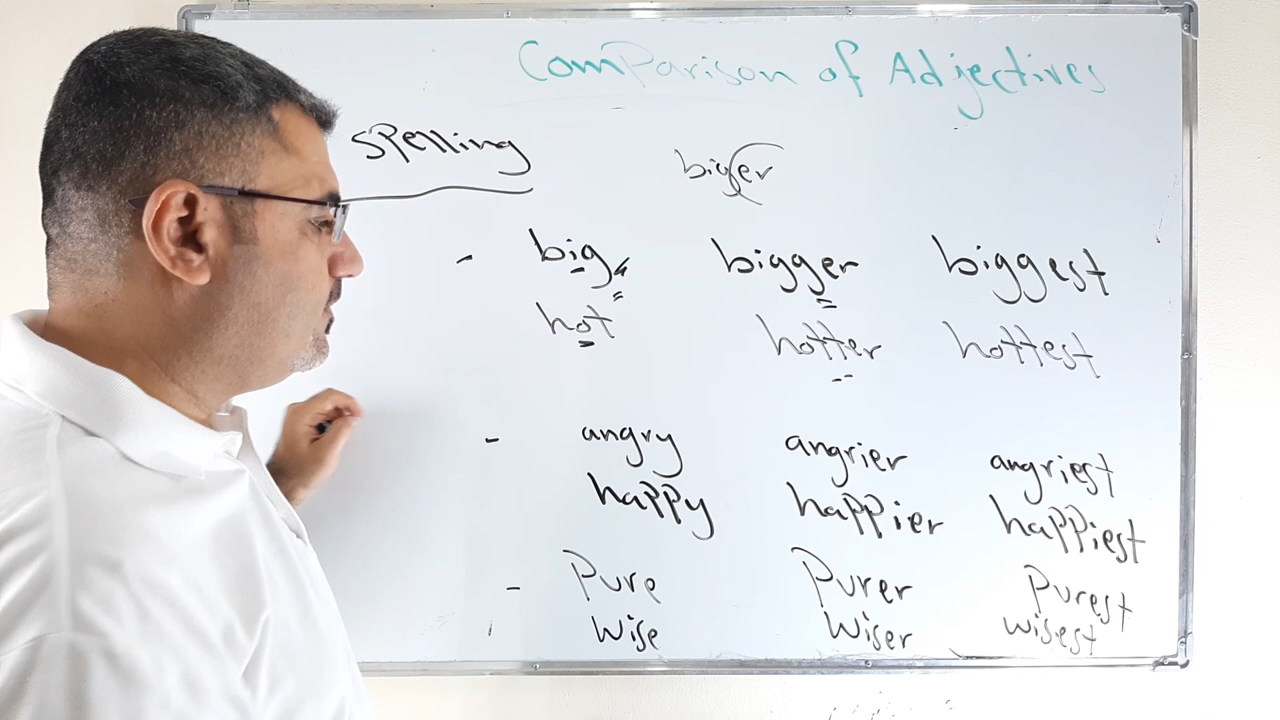 Comparison of Adjectives
spelling
biger
- big bigger biggest
hot hotter hottest
- angry angrier angriest
happy happier happiest
- Pure Purer Purest
wise wiser wisest